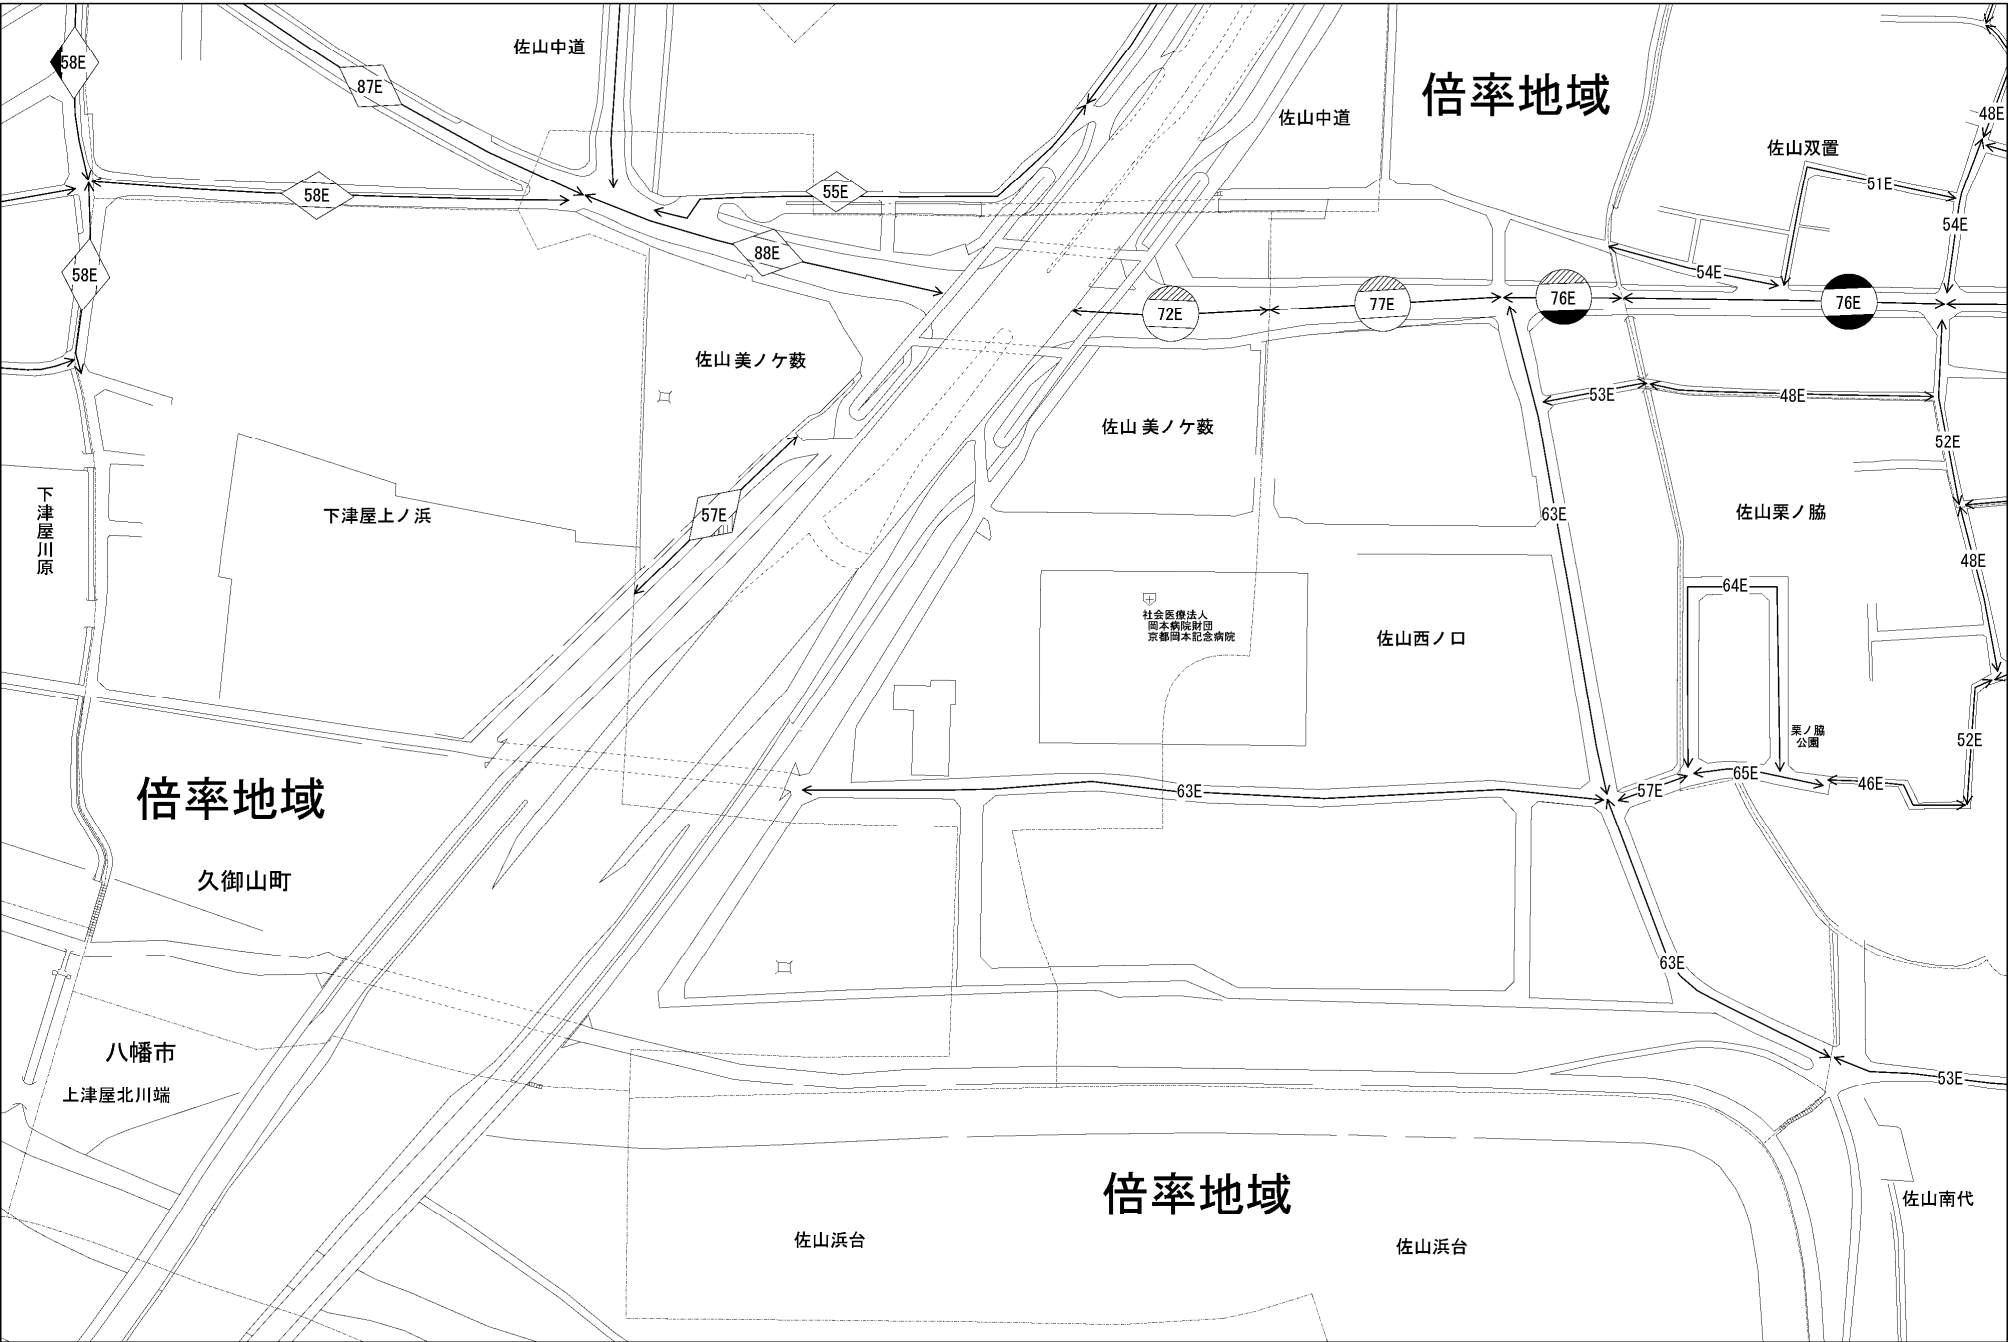 佐山中道
58E
87E
倍率地域
佐山中道
48E
佐山双置
51E
58E
55E
54E
88E
58E
54E
72E
77E
76E
76E
佐山 美ノケ薮
53E
48E
佐山 美ノケ薮
52E
下津屋川原
下津屋上ノ浜
57E
63E
佐山栗ノ脇
48E
64E
社会医療法人
岡本病院財団
京都岡本記念病院
佐山西ノ口
栗ノ脇
公園
52E
倍率地域
63E
57E
65E
46E
久御山町
63E
八幡市
上津屋北川端
53E
倍率地域
佐山南代
佐山浜台
佐山浜台